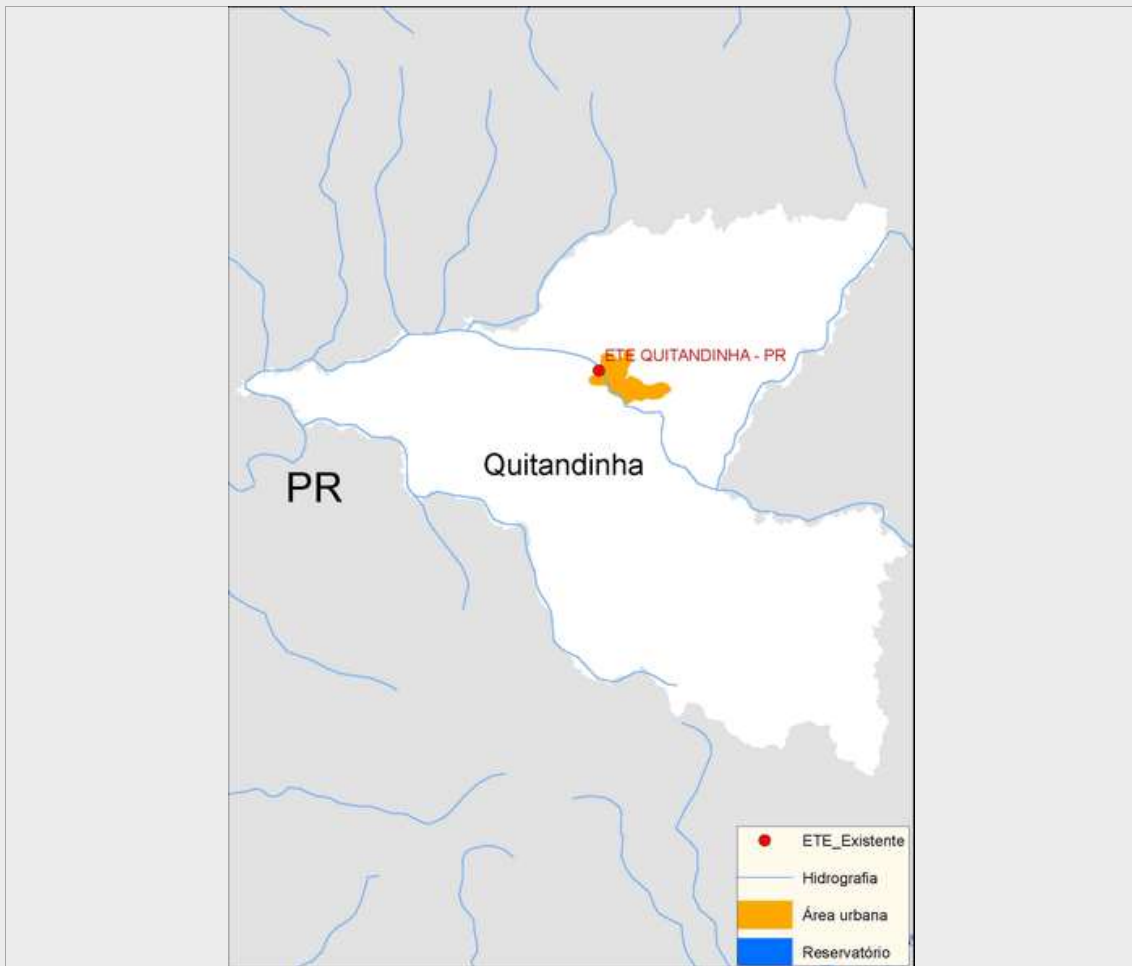 ETE QUITANDINHA - PR
Quitandinha
PR
ETE_Existente
Hidrografia
Área urbana
Reservatório